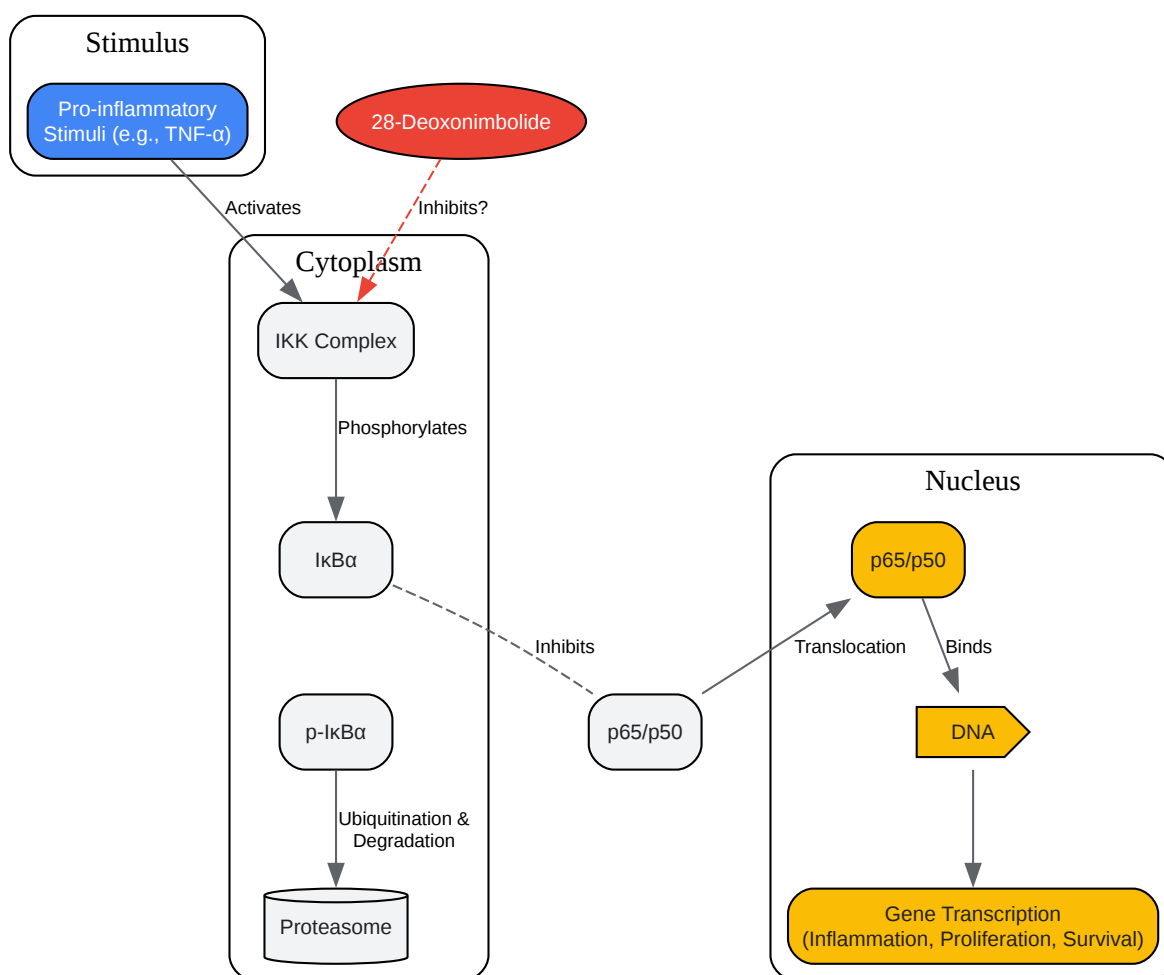 Stimulus
Pro-inflammatory
Stimuli (e.g., TNF-α)
28-Deoxonimbolide
Activates
Inhibits?
Cytoplasm
IKK Complex
Phosphorylates
Nucleus
IκBα
p65/p50
Inhibits
Translocation
Binds
p-IκBα
p65/p50
DNA
Ubiquitination &
Degradation
Proteasome
Gene Transcription
(Inflammation, Proliferation, Survival)